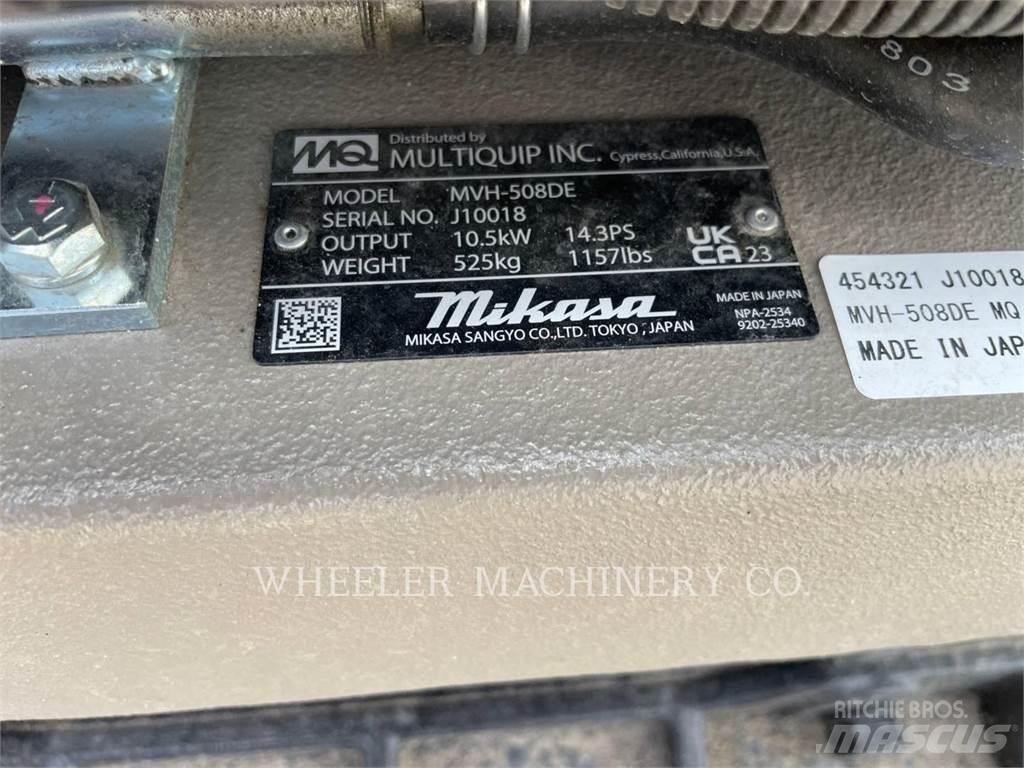 803
MQ
Distributed by
MULTIQUIP INC. Cypress,California,U.S.A.
MODEL MVH-508DE
SERIAL NO. J10018
OUTPUT 10.5kW 14.3PS
WEIGHT 525kg 1157lbs
UK
CA 23
Mikasa
MIKASA SANGYO CO.,LTD. TOKYO, JAPAN
MADE IN JAPAN
NPA-2534
9202-25340
454321 J10018
MVH-508DE MQ
MADE IN JAP
WHEELER MACHINERY CO.
RITCHIE BROS.
MASCUS